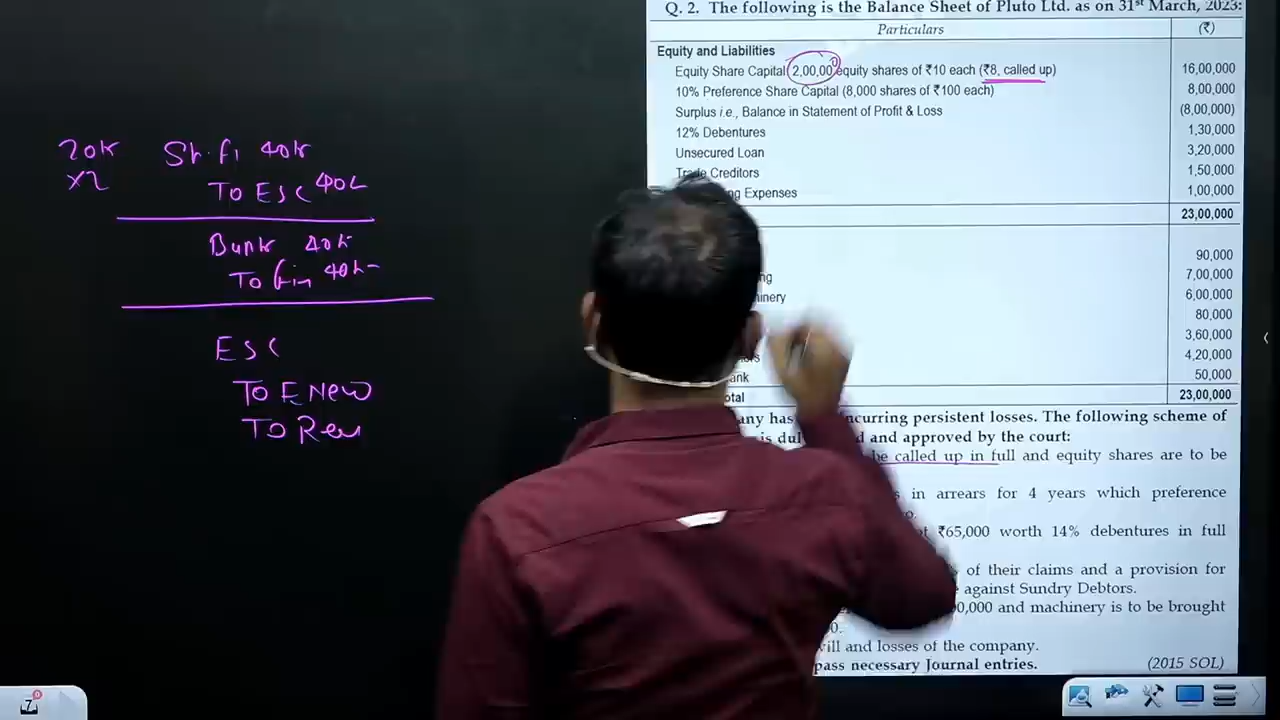 20k Sh. fi 40k
x2 To ESC 40k
Bank 40k
To fin 40k
ESC
To E New
To Rew
Q. 2. The following is the Balance Sheet of Pluto Ltd. as on 31st March, 2023:
Particulars (₹)
Equity and Liabilities
Equity Share Capital 2,00,000 equity shares of ₹10 each (₹8, called up) 16,00,000
10% Preference Share Capital (8,000 shares of ₹100 each) 8,00,000
Surplus i.e., Balance in Statement of Profit & Loss (8,00,000)
12% Debentures 1,30,000
Unsecured Loan 3,20,000
Trade Creditors 1,50,000
Expenses 1,00,000
23,00,000
90,000
7,00,000
6,00,000
80,000
3,60,000
4,20,000
50,000
23,00,000
incurring persistent losses. The following scheme of
and approved by the court:
be called up in full and equity shares are to be
in arrears for 4 years which preference
₹65,000 worth 14% debentures in full
of their claims and a provision for
against Sundry Debtors.
and machinery is to be brought
and losses of the company.
pass necessary Journal entries. (2015 SOL)
7